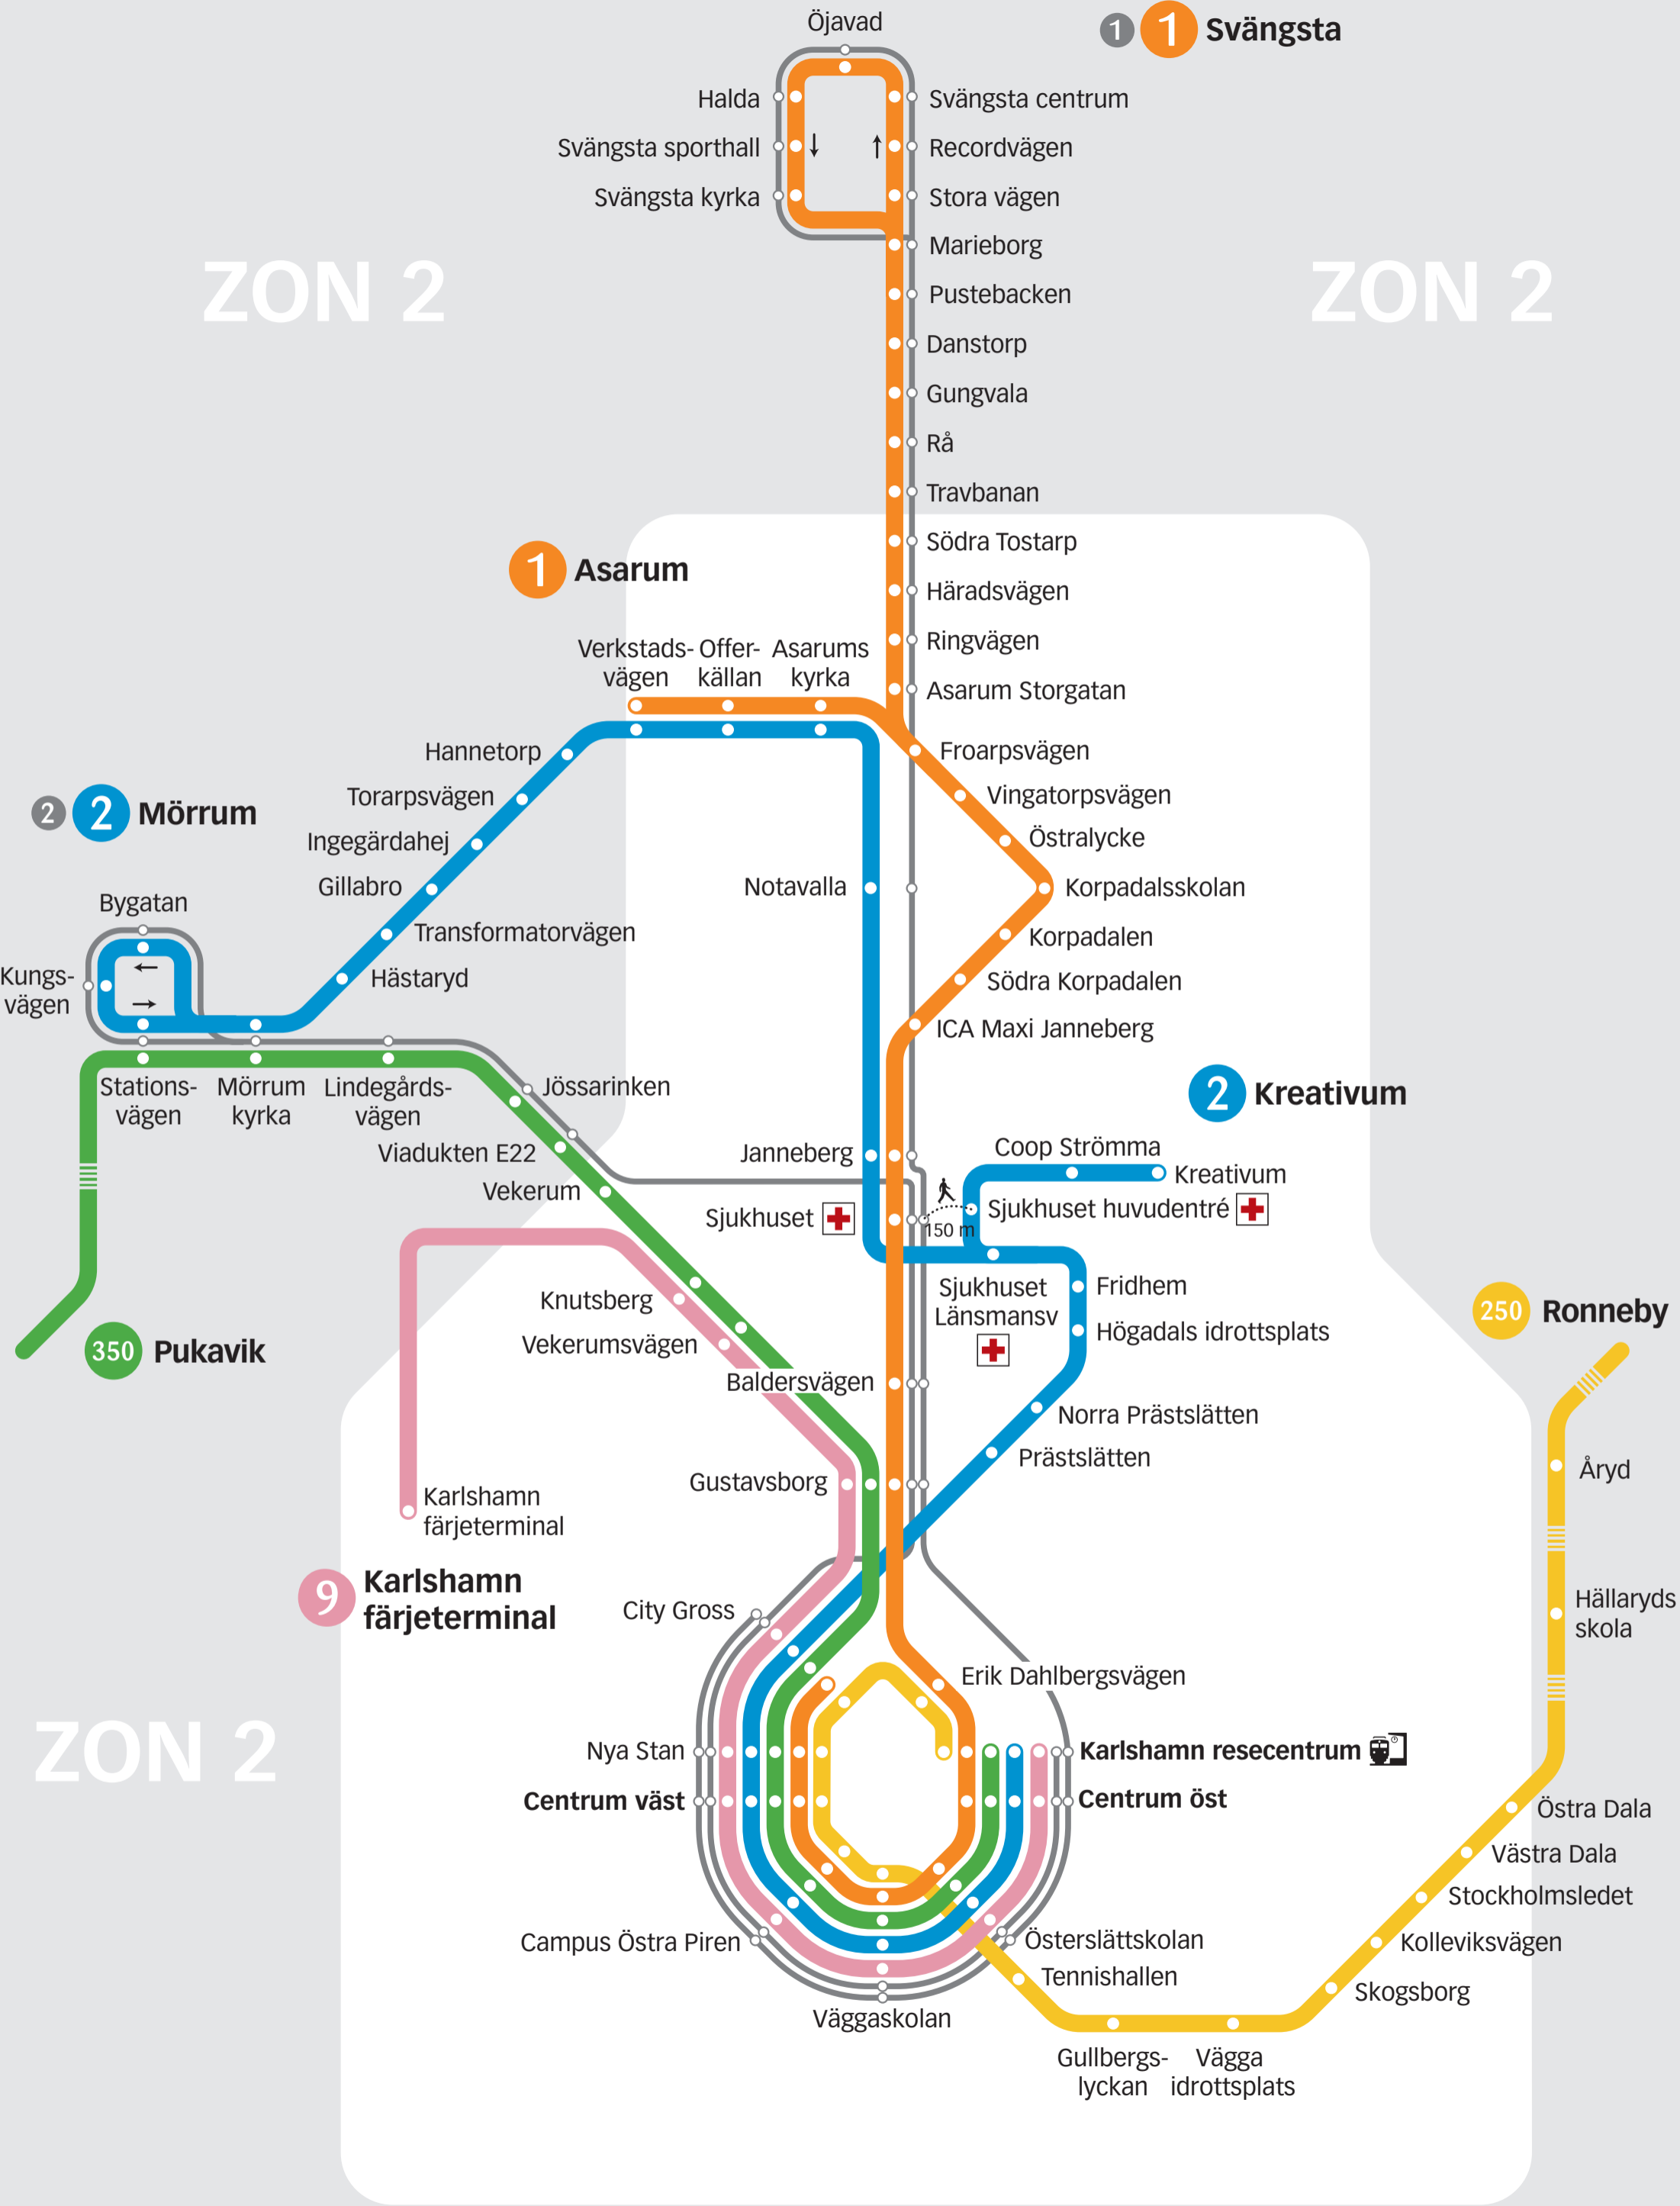 Öjavad
1 1 Svängsta
Halda
Svängsta centrum
Svängsta sporthall
Recordvägen
Svängsta kyrka
Stora vägen
Marieborg
ZON 2
ZON 2
Pustebacken
Danstorp
Gungvala
Rå
Travbanan
Södra Tostarp
1 Asarum
Häradsvägen
Ringvägen
Verkstads-
vägen
Offer-
källan
Asarums
kyrka
Asarum Storgatan
Hannetorp
Froarpsvägen
Torarpsvägen
Vingatorpsvägen
2 2 Mörrum
Ingegärdahej
Östralycke
Gillabro
Notavalla
Korpadalsskolan
Bygatan
Transformatorvägen
Korpadalen
Kungs-
vägen
Hästaryd
Södra Korpadalen
ICA Maxi Janneberg
Stations-
vägen
Mörrum
kyrka
Lindegårds-
vägen
Jössarinken
2 Kreativum
Viadukten E22
Janneberg
Coop Strömma
Kreativum
Vekerum
Sjukhuset
150 m
Sjukhuset huvudentré
Knutsberg
Sjukhuset
Länsmansv
Fridhem
Högadals idrottsplats
Vekerumsvägen
350 Pukavik
250 Ronneby
Baldersvägen
Norra Prästslätten
Prästslätten
Åryd
Gustavsborg
Karlshamn
färjeterminal
9 Karlshamn
färjeterminal
City Gross
Hällaryds
skola
Erik Dahlbergsvägen
ZON 2
Nya Stan
Karlshamn resecentrum
Centrum väst
Centrum öst
Östra Dala
Västra Dala
Stockholmsledet
Campus Östra Piren
Österslättskolan
Kolleviksvägen
Tennishallen
Skogsborg
Väggaskolan
Gullbergs-
lyckan
Vägga
idrottsplats